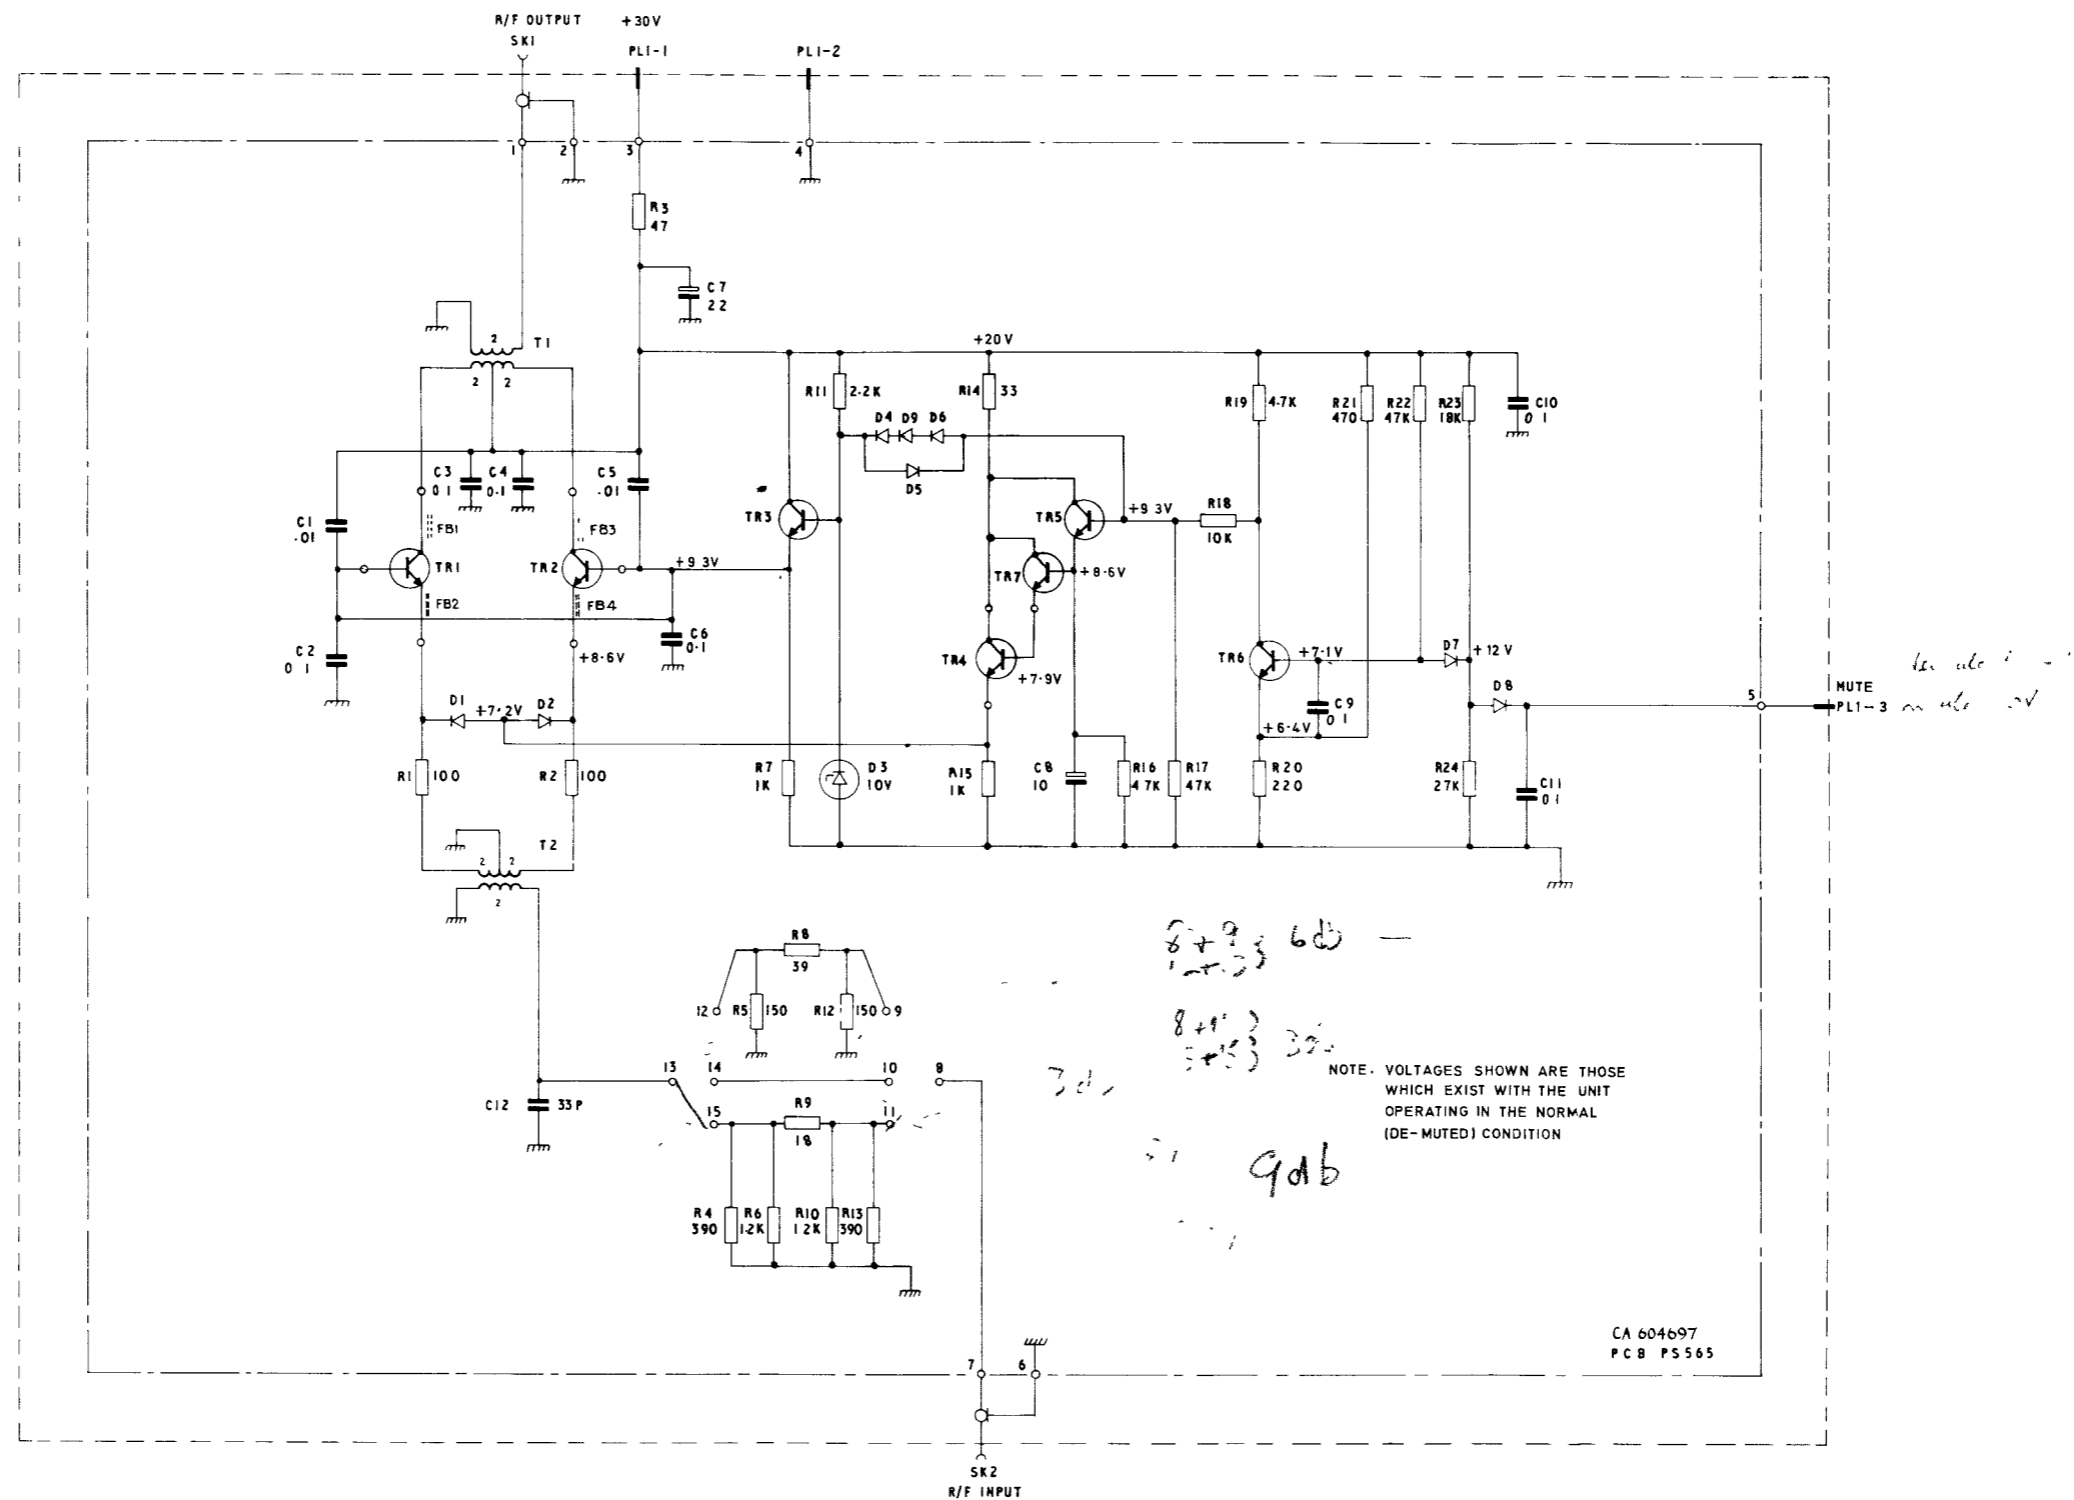 R/F OUTPUT
SK1
+30V
PL1-1
PL1-2
1
2
3
4
R3
47
C7
22
2
T1
2
2
+20V
R11
2.2K
R14
33
R19
4.7K
R21
470
R22
47K
R23
18K
C10
0 1
D4
D9
D6
D5
C3
0 1
C4
0.1
C5
.01
C1
.01
FB1
FB3
TR3
TR5
+9 3V
R18
10K
TR1
TR2
+9 3V
TR7
+8.6V
FB2
FB4
C6
0.1
C2
0 1
+8.6V
TR4
+7.9V
TR6
+7.1V
D7
+12V
D8
5
MUTE
PL1-3
D1
+7.2V
D2
C9
0 1
+6.4V
R1
100
R2
100
R7
1K
D3
10V
R15
1K
C8
10
R16
4 7K
R17
47K
R20
220
R24
27K
C11
0 1
T2
2
2
2
R8
39
12
R5
150
R12
150
9
8+9
6db
3db
13
14
10
8
C12
33P
15
R9
18
11
NOTE. VOLTAGES SHOWN ARE THOSE
WHICH EXIST WITH THE UNIT
OPERATING IN THE NORMAL
(DE-MUTED) CONDITION
9db
R4
390
R6
1.2K
R10
1 2K
R13
390
CA 604697
PCB PS565
7
6
SK2
R/F INPUT